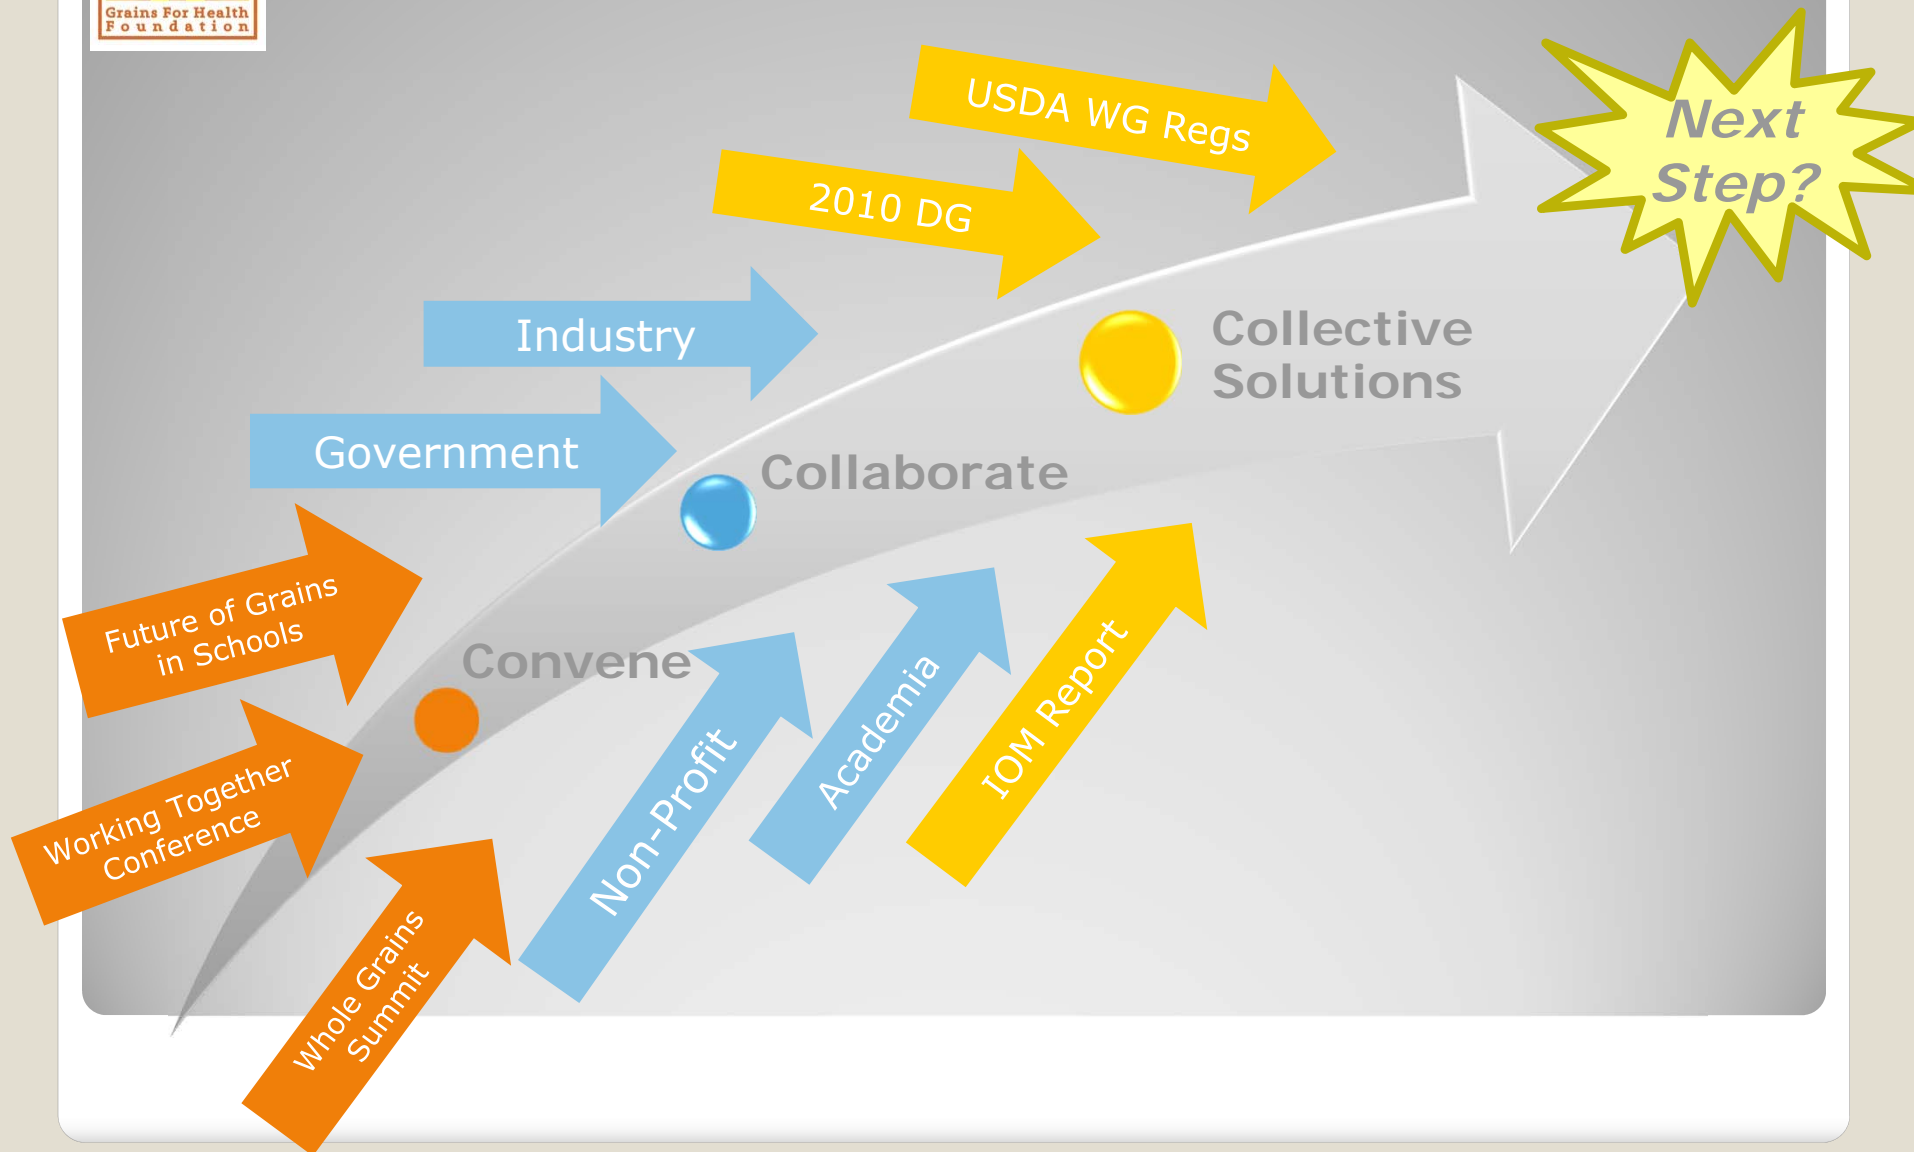 Grains For Health
Foundation
USDA WG Regs
2010 DG
Industry
Government
Future of Grains
in Schools
Working Together
Conference
Whole Grains
Summit
Non-Profit
Academia
IOM Report
Convene
Collaborate
Collective
Solutions
Next
Step?